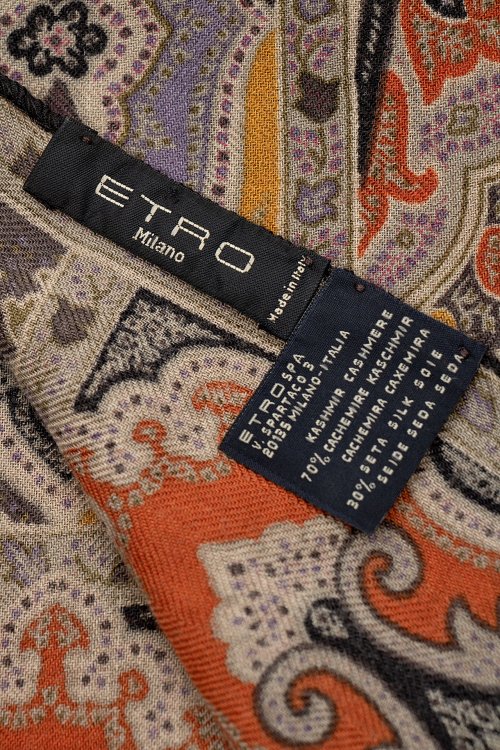 ETRO
Milano
Made in Italy
ETRO SPA
V. SPARTACO 3
20135 MILANO-ITALIA
KASHMIR CASHMERE
70% CACHEMIRE KASCHMIR
CACHEMIRA CAXEMIRA
30% SETA SILK SOIE
SEIDE SEDA SEDA